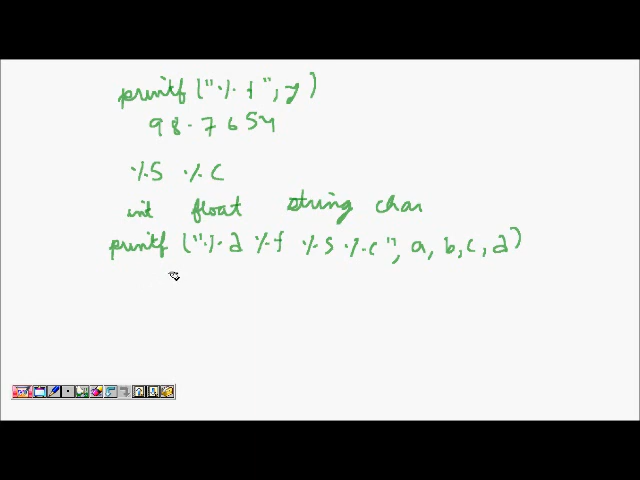 printf ("%f", y)
98.7654
%s %c
int float string char
printf ("%d %f %s %c", a, b, c, d)